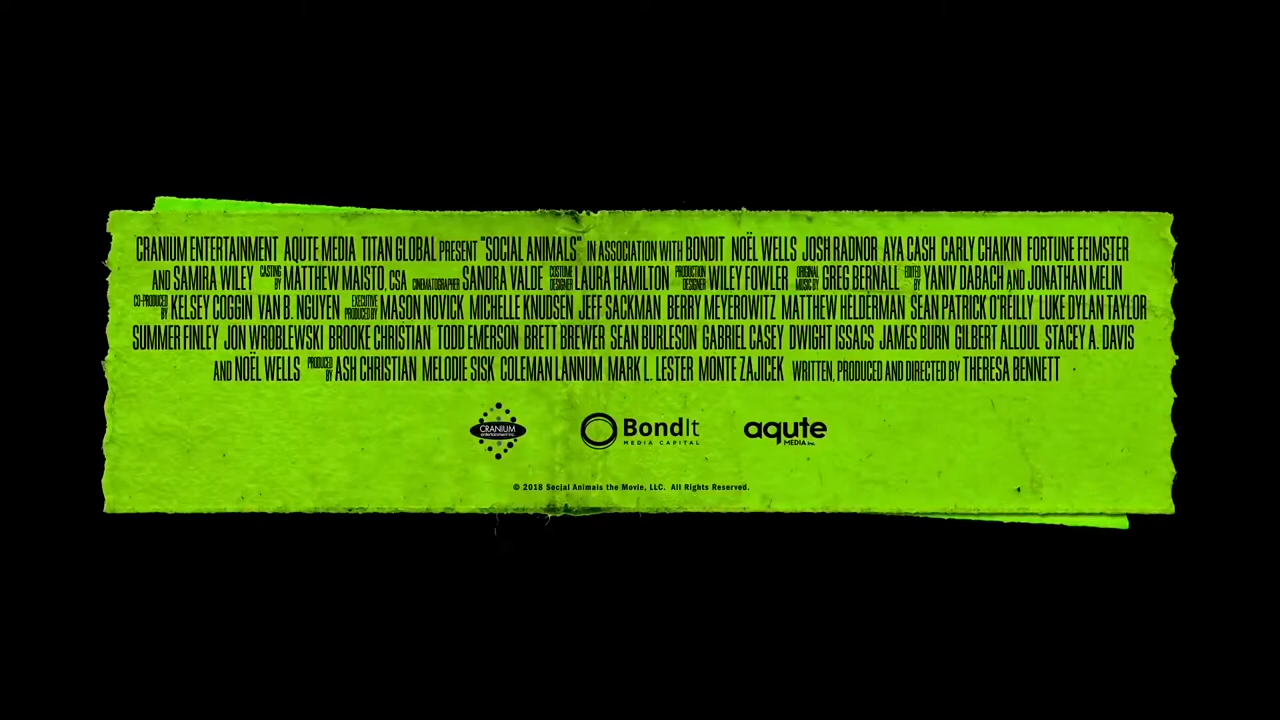 CRANIUM ENTERTAINMENT AQUTE MEDIA TITAN GLOBAL PRESENT "SOCIAL ANIMALS" IN ASSOCIATION WITH BONDIT NOËL WELLS JOSH RADNOR AYA CASH CARLY CHAIKIN FORTUNE FEIMSTER
AND SAMIRA WILEY CASTING BY MATTHEW MAISTO, CSA CINEMATOGRAPHER SANDRA VALDE COSTUME DESIGNER LAURA HAMILTON PRODUCTION DESIGNER WILEY FOWLER ORIGINAL MUSIC BY GREG BERNALL EDITED BY YANIV DABACH AND JONATHAN MELIN
CO-PRODUCED BY KELSEY COGGIN VAN B. NGUYEN EXECUTIVE PRODUCED BY MASON NOVICK MICHELLE KNUDSEN JEFF SACKMAN BERRY MEYEROWITZ MATTHEW HELDERMAN SEAN PATRICK O'REILLY LUKE DYLAN TAYLOR
SUMMER FINLEY JON WROBLEWSKI BROOKE CHRISTIAN TODD EMERSON BRETT BREWER SEAN BURLESON GABRIEL CASEY DWIGHT ISSACS JAMES BURN GILBERT ALLOUL STACEY A. DAVIS
AND NOËL WELLS PRODUCED BY ASH CHRISTIAN MELODIE SISK COLEMAN LANNUM MARK L. LESTER MONTE ZAJICEK WRITTEN, PRODUCED AND DIRECTED BY THERESA BENNETT
CRANIUM entertainment inc.
BondIt MEDIA CAPITAL
aqute MEDIA inc.
© 2018 Social Animals the Movie, LLC. All Rights Reserved.